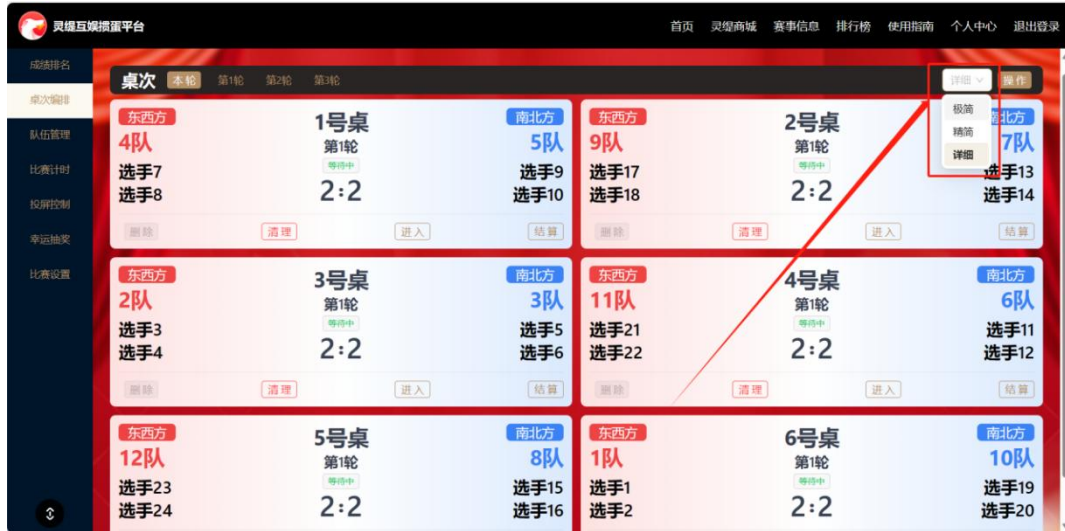 灵缇互娱掼蛋平台
首页 灵缇商城 赛事信息 排行榜 使用指南 个人中心 退出登录
成绩排名
桌次编排
队伍管理
比赛计时
投屏控制
幸运抽奖
比赛设置
桌次 本轮 第1轮 第2轮 第3轮 详细 操作
极简
精简
详细
东西方 1号桌 南北方
4队 第1轮 5队
选手7 等待中 选手9
选手8 2:2 选手10
删除 清理 进入 结算
东西方 2号桌 北方
9队 第1轮 7队
选手17 等待中 选手13
选手18 2:2 选手14
删除 清理 进入 结算
东西方 3号桌 南北方
2队 第1轮 3队
选手3 等待中 选手5
选手4 2:2 选手6
删除 清理 进入 结算
东西方 4号桌 南北方
11队 第1轮 6队
选手21 等待中 选手11
选手22 2:2 选手12
删除 清理 进入 结算
东西方 5号桌 南北方
12队 第1轮 8队
选手23 等待中 选手15
选手24 2:2 选手16
东西方 6号桌 南北方
1队 第1轮 10队
选手1 等待中 选手19
选手2 2:2 选手20